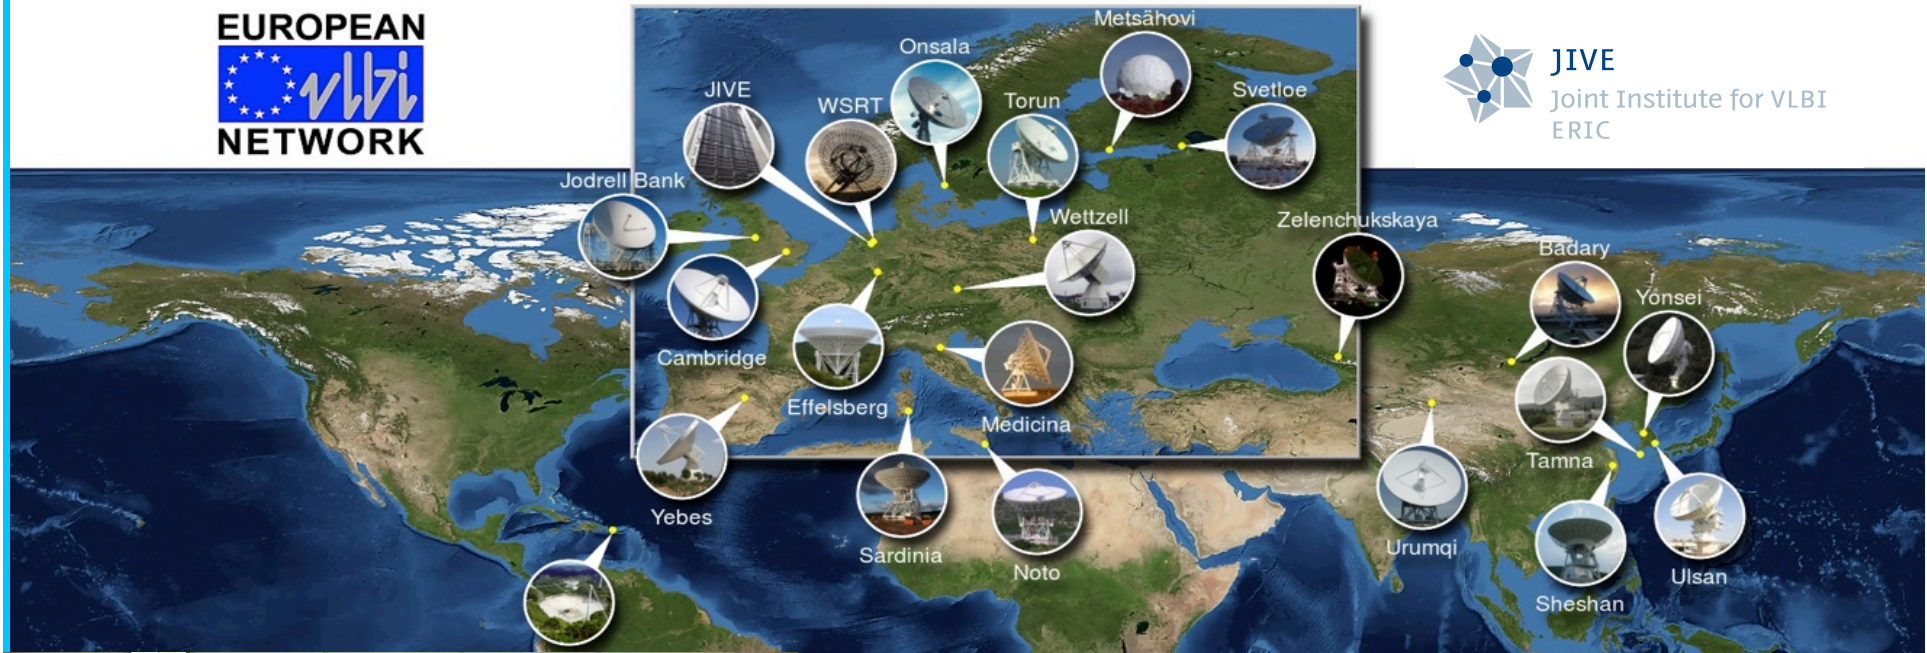 EUROPEAN
vlbi
NETWORK
JIVE
Joint Institute for VLBI
ERIC
Metsähovi
Onsala
JIVE
WSRT
Torun
Svetloe
Jodrell Bank
Wettzell
Zelenchukskaya
Badary
Yonsei
Cambridge
Effelsberg
Medicina
Tamna
Yebes
Sardinia
Noto
Urumqi
Ulsan
Sheshan